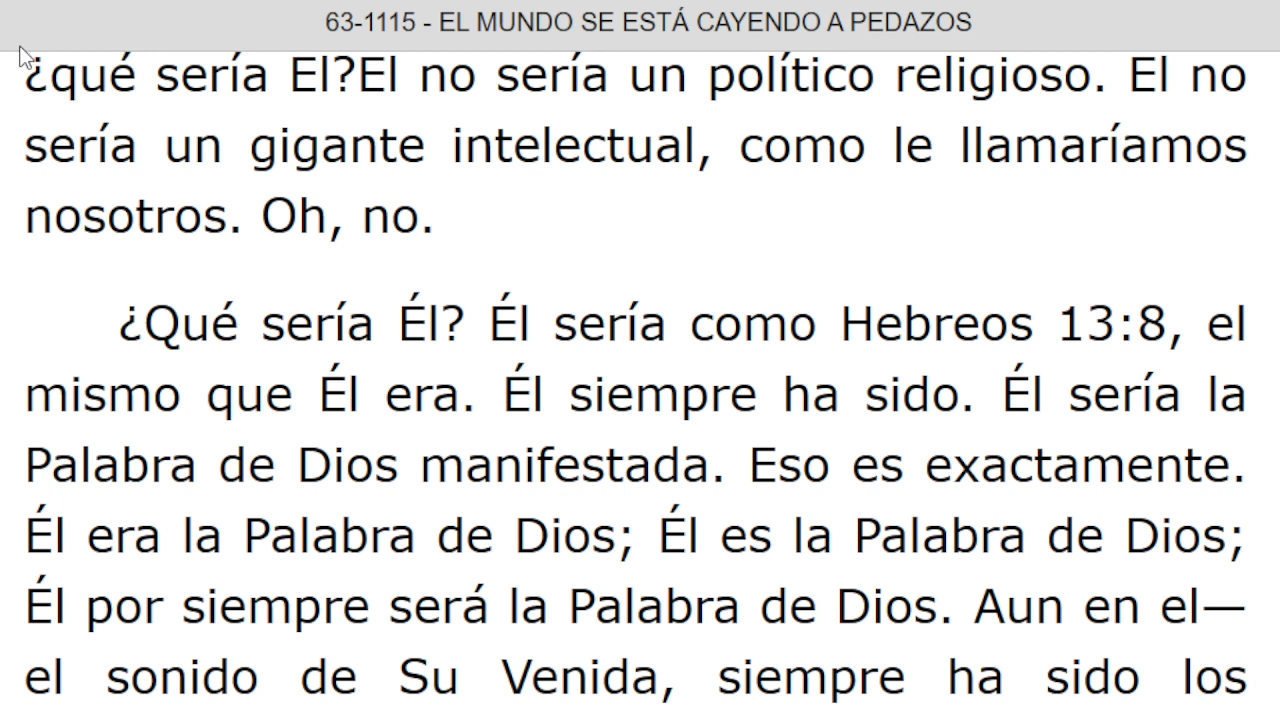 63-1115 - EL MUNDO SE ESTÁ CAYENDO A PEDAZOS
¿qué sería El?El no sería un político religioso. El no
sería un gigante intelectual, como le llamaríamos
nosotros. Oh, no.
¿Qué sería Él? Él sería como Hebreos 13:8, el
mismo que Él era. Él siempre ha sido. Él sería la
Palabra de Dios manifestada. Eso es exactamente.
Él era la Palabra de Dios; Él es la Palabra de Dios;
Él por siempre será la Palabra de Dios. Aun en el—
el sonido de Su Venida, siempre ha sido los